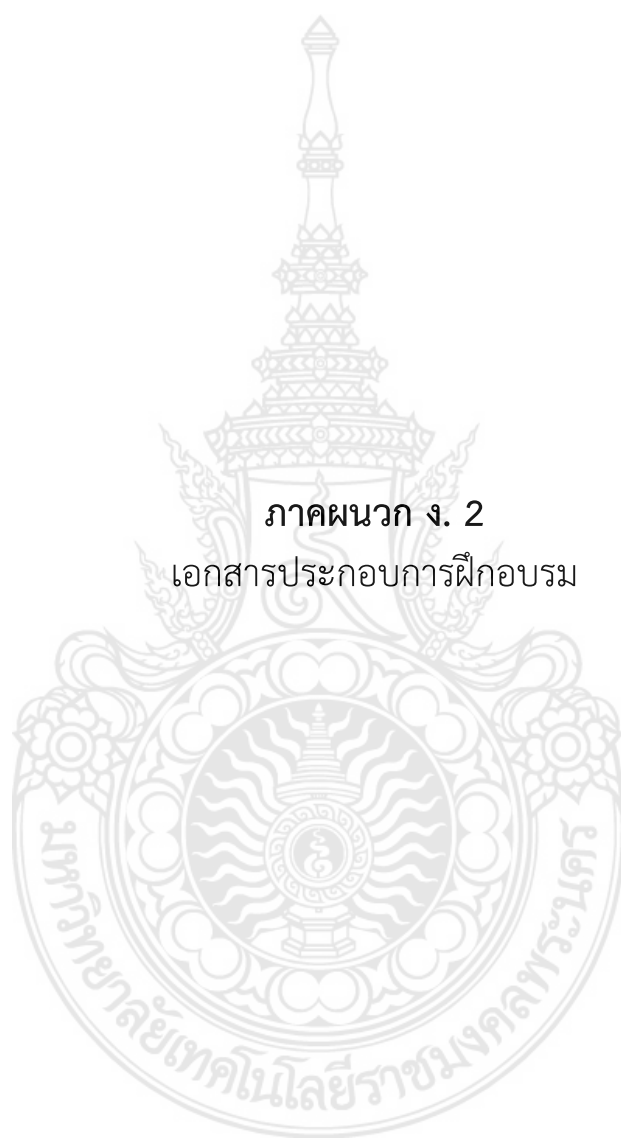 ภาคผนวก ง. 2
เอกสารประกอบการฝึกอบรม
มหาวิทยาลัยเทคโนโลยีราชมงคลพระนคร